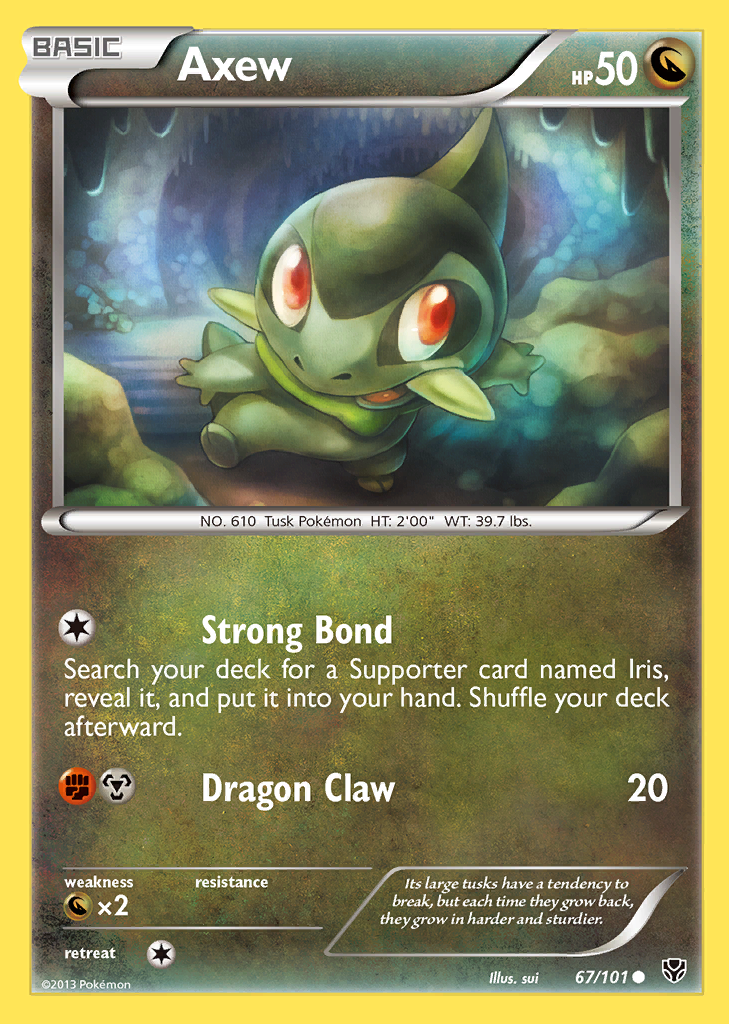 BASIC
Axew
HP 50
NO. 610 Tusk Pokémon HT: 2'00" WT: 39.7 lbs.
Strong Bond
Search your deck for a Supporter card named Iris,
reveal it, and put it into your hand. Shuffle your deck
afterward.
Dragon Claw 20
weakness resistance
×2
Its large tusks have a tendency to
break, but each time they grow back,
they grow in harder and sturdier.
retreat
©2013 Pokémon
Illus. sui 67/101